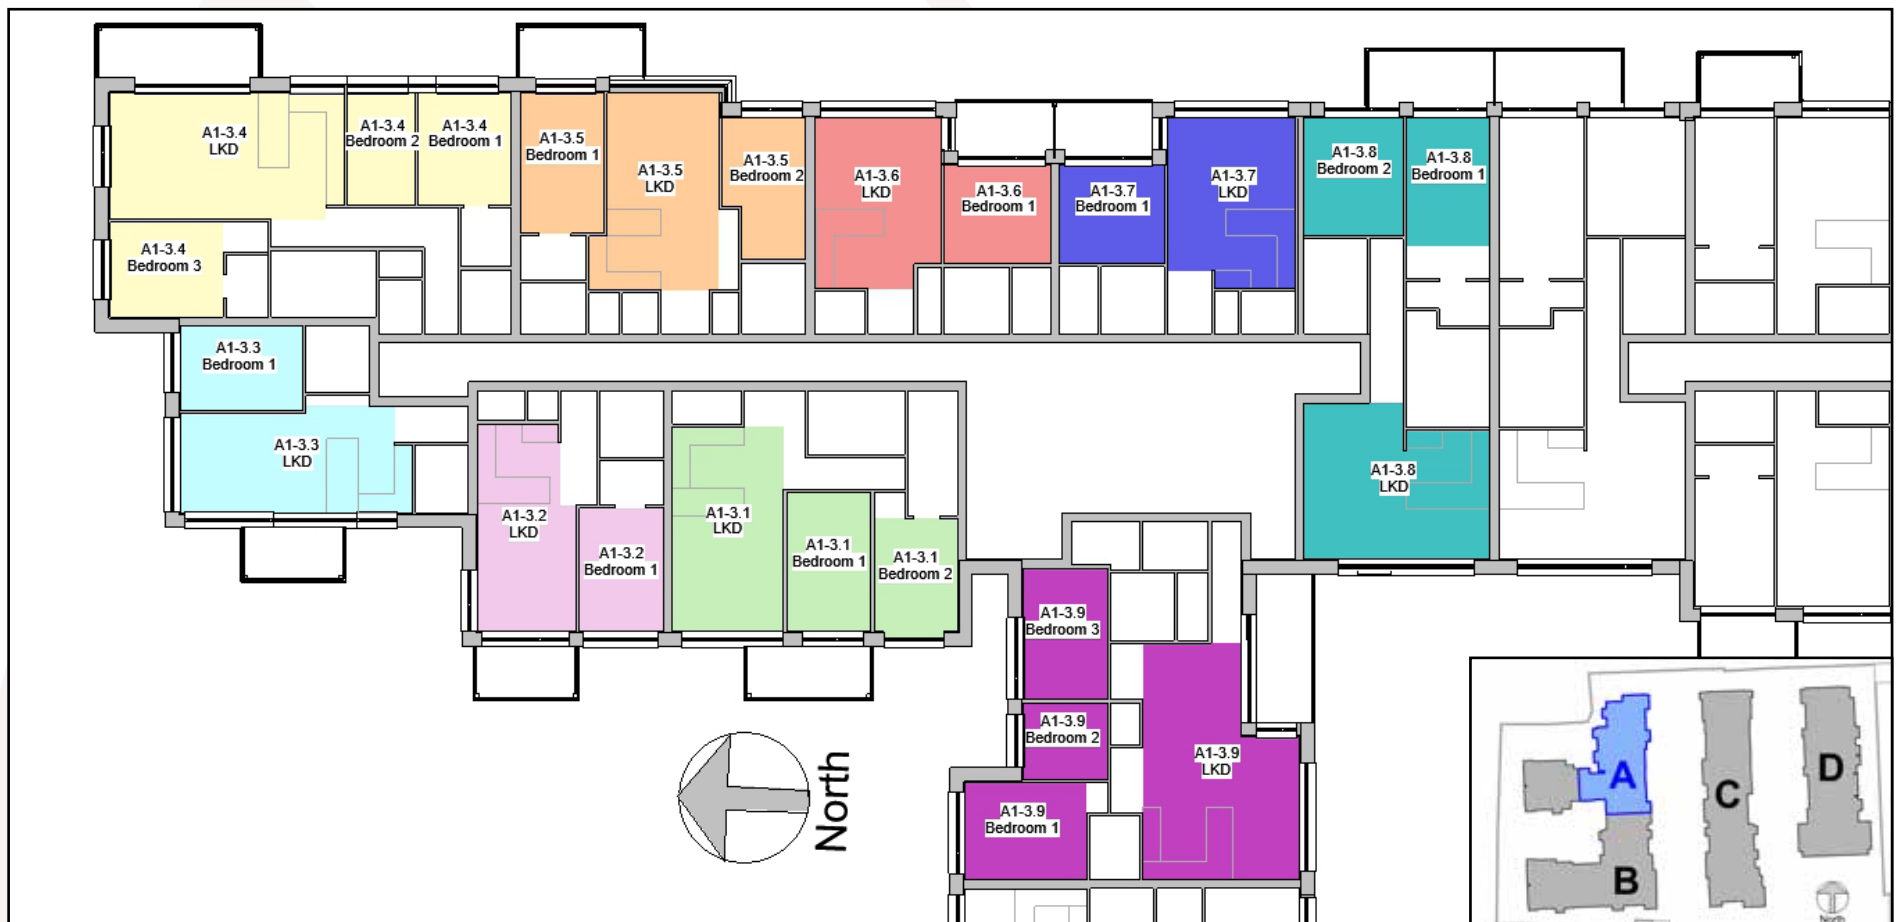 A1-3.4
LKD
A1-3.4
Bedroom 2
A1-3.4
Bedroom 1
A1-3.5
Bedroom 1
A1-3.5
LKD
A1-3.5
Bedroom 2
A1-3.6
LKD
A1-3.6
Bedroom 1
A1-3.7
Bedroom 1
A1-3.7
LKD
A1-3.8
Bedroom 2
A1-3.8
Bedroom 1
A1-3.4
Bedroom 3
A1-3.3
Bedroom 1
A1-3.3
LKD
A1-3.2
LKD
A1-3.2
Bedroom 1
A1-3.1
LKD
A1-3.1
Bedroom 1
A1-3.1
Bedroom 2
A1-3.8
LKD
A1-3.9
Bedroom 3
A1-3.9
Bedroom 2
A1-3.9
LKD
A1-3.9
Bedroom 1
North
A
B
C
D
North